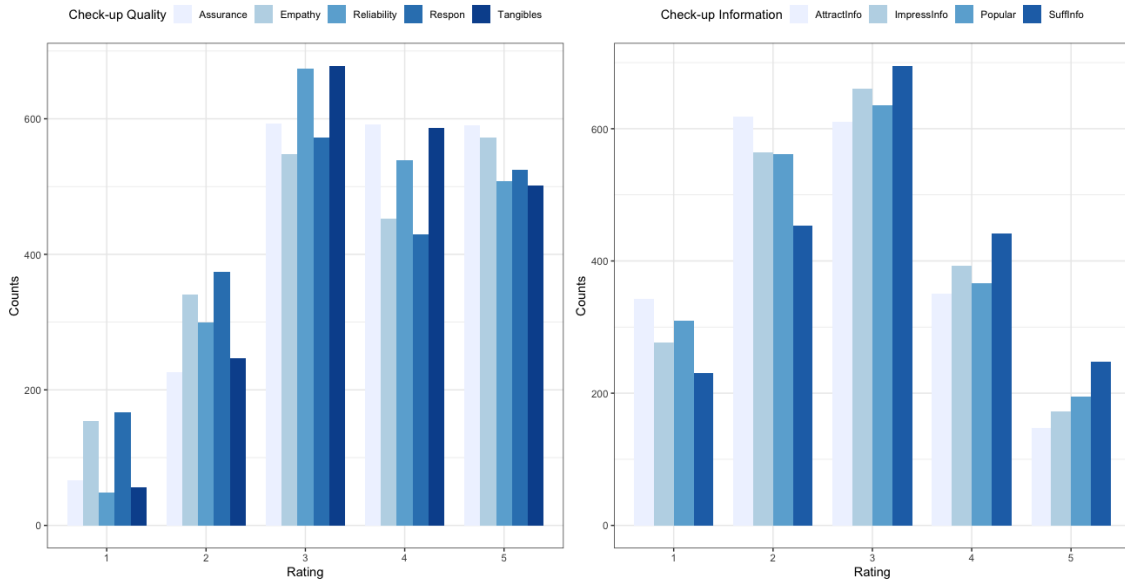 Check-up Quality Assurance Empathy Reliability Respon Tangibles
600
400
200
0
Counts
1 2 3 4 5
Rating
Check-up Information AttractInfo ImpressInfo Popular SuffInfo
600
400
200
0
Counts
1 2 3 4 5
Rating